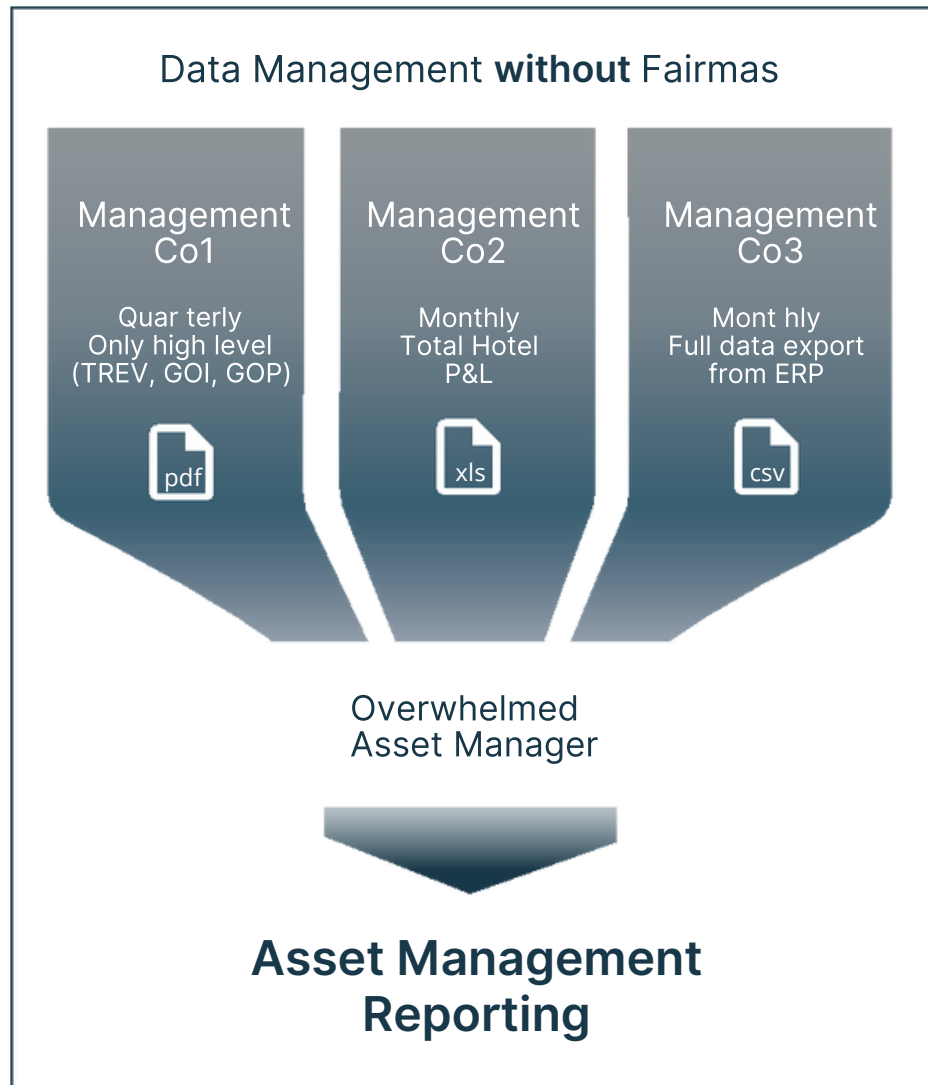 Data Management without Fairmas
Management
Co1
Quar terly
Only high level
(TREV, GOI, GOP)
pdf
Management
Co2
Monthly
Total Hotel
P&L
xls
Management
Co3
Mont hly
Full data export
from ERP
csv
Overwhelmed
Asset Manager
Asset Management
Reporting